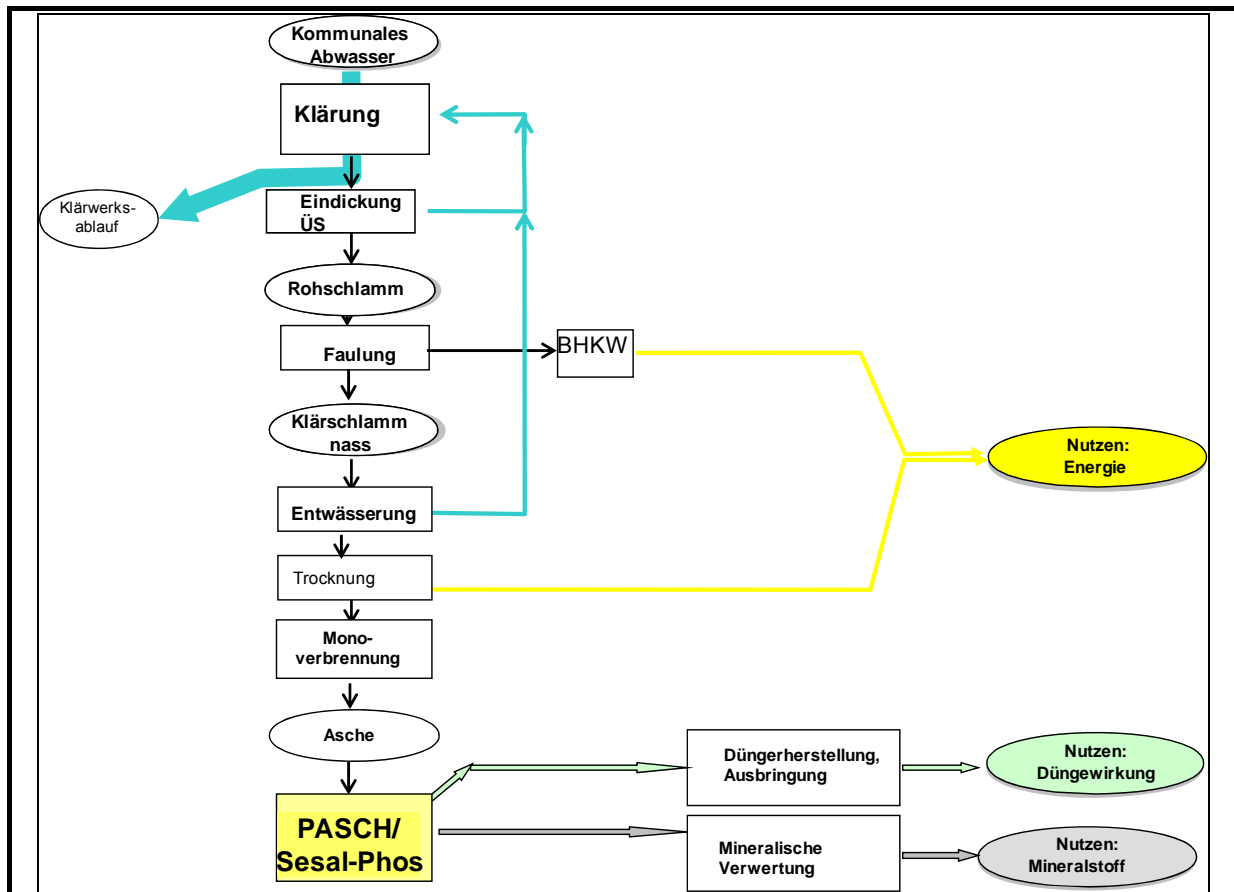 Kommunales
Abwasser
Klärung
Klärwerks-
ablauf
Eindickung
ÜS
Rohschlamm
Faulung
BHKW
Klärschlamm
nass
Nutzen:
Energie
Entwässerung
Trocknung
Mono-
verbrennung
Asche
Düngerherstellung,
Ausbringung
Nutzen:
Düngewirkung
PASCH/
Sesal-Phos
Mineralische
Verwertung
Nutzen:
Mineralstoff